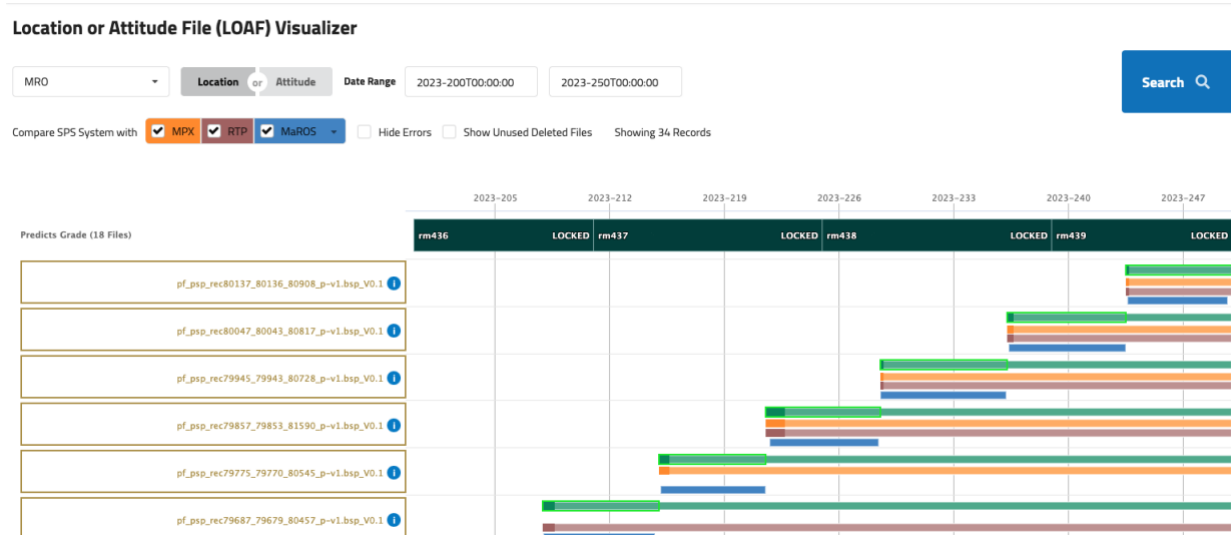 Location or Attitude File (LOAF) Visualizer
MRO Location or Attitude Date Range 2023-200T00:00:00 2023-250T00:00:00 Search
Compare SPS System with MPX RTP MaROS Hide Errors Show Unused Deleted Files Showing 34 Records
2023-205 2023-212 2023-219 2023-226 2023-233 2023-240 2023-247
Predicts Grade (18 Files) rm436 LOCKED rm437 LOCKED rm438 LOCKED rm439 LOCKED
pf_psp_rec80137_80136_80908_p-v1.bsp_V0.1 i
pf_psp_rec80047_80043_80817_p-v1.bsp_V0.1 i
pf_psp_rec79945_79943_80728_p-v1.bsp_V0.1 i
pf_psp_rec79857_79853_81590_p-v1.bsp_V0.1 i
pf_psp_rec79775_79770_80545_p-v1.bsp_V0.1 i
pf_psp_rec79687_79679_80457_p-v1.bsp_V0.1 i